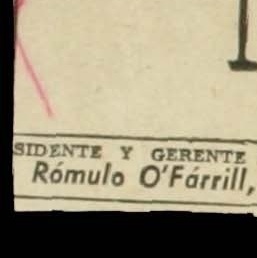 SIDENTE Y GERENTE
Rómulo O'Fárrill,